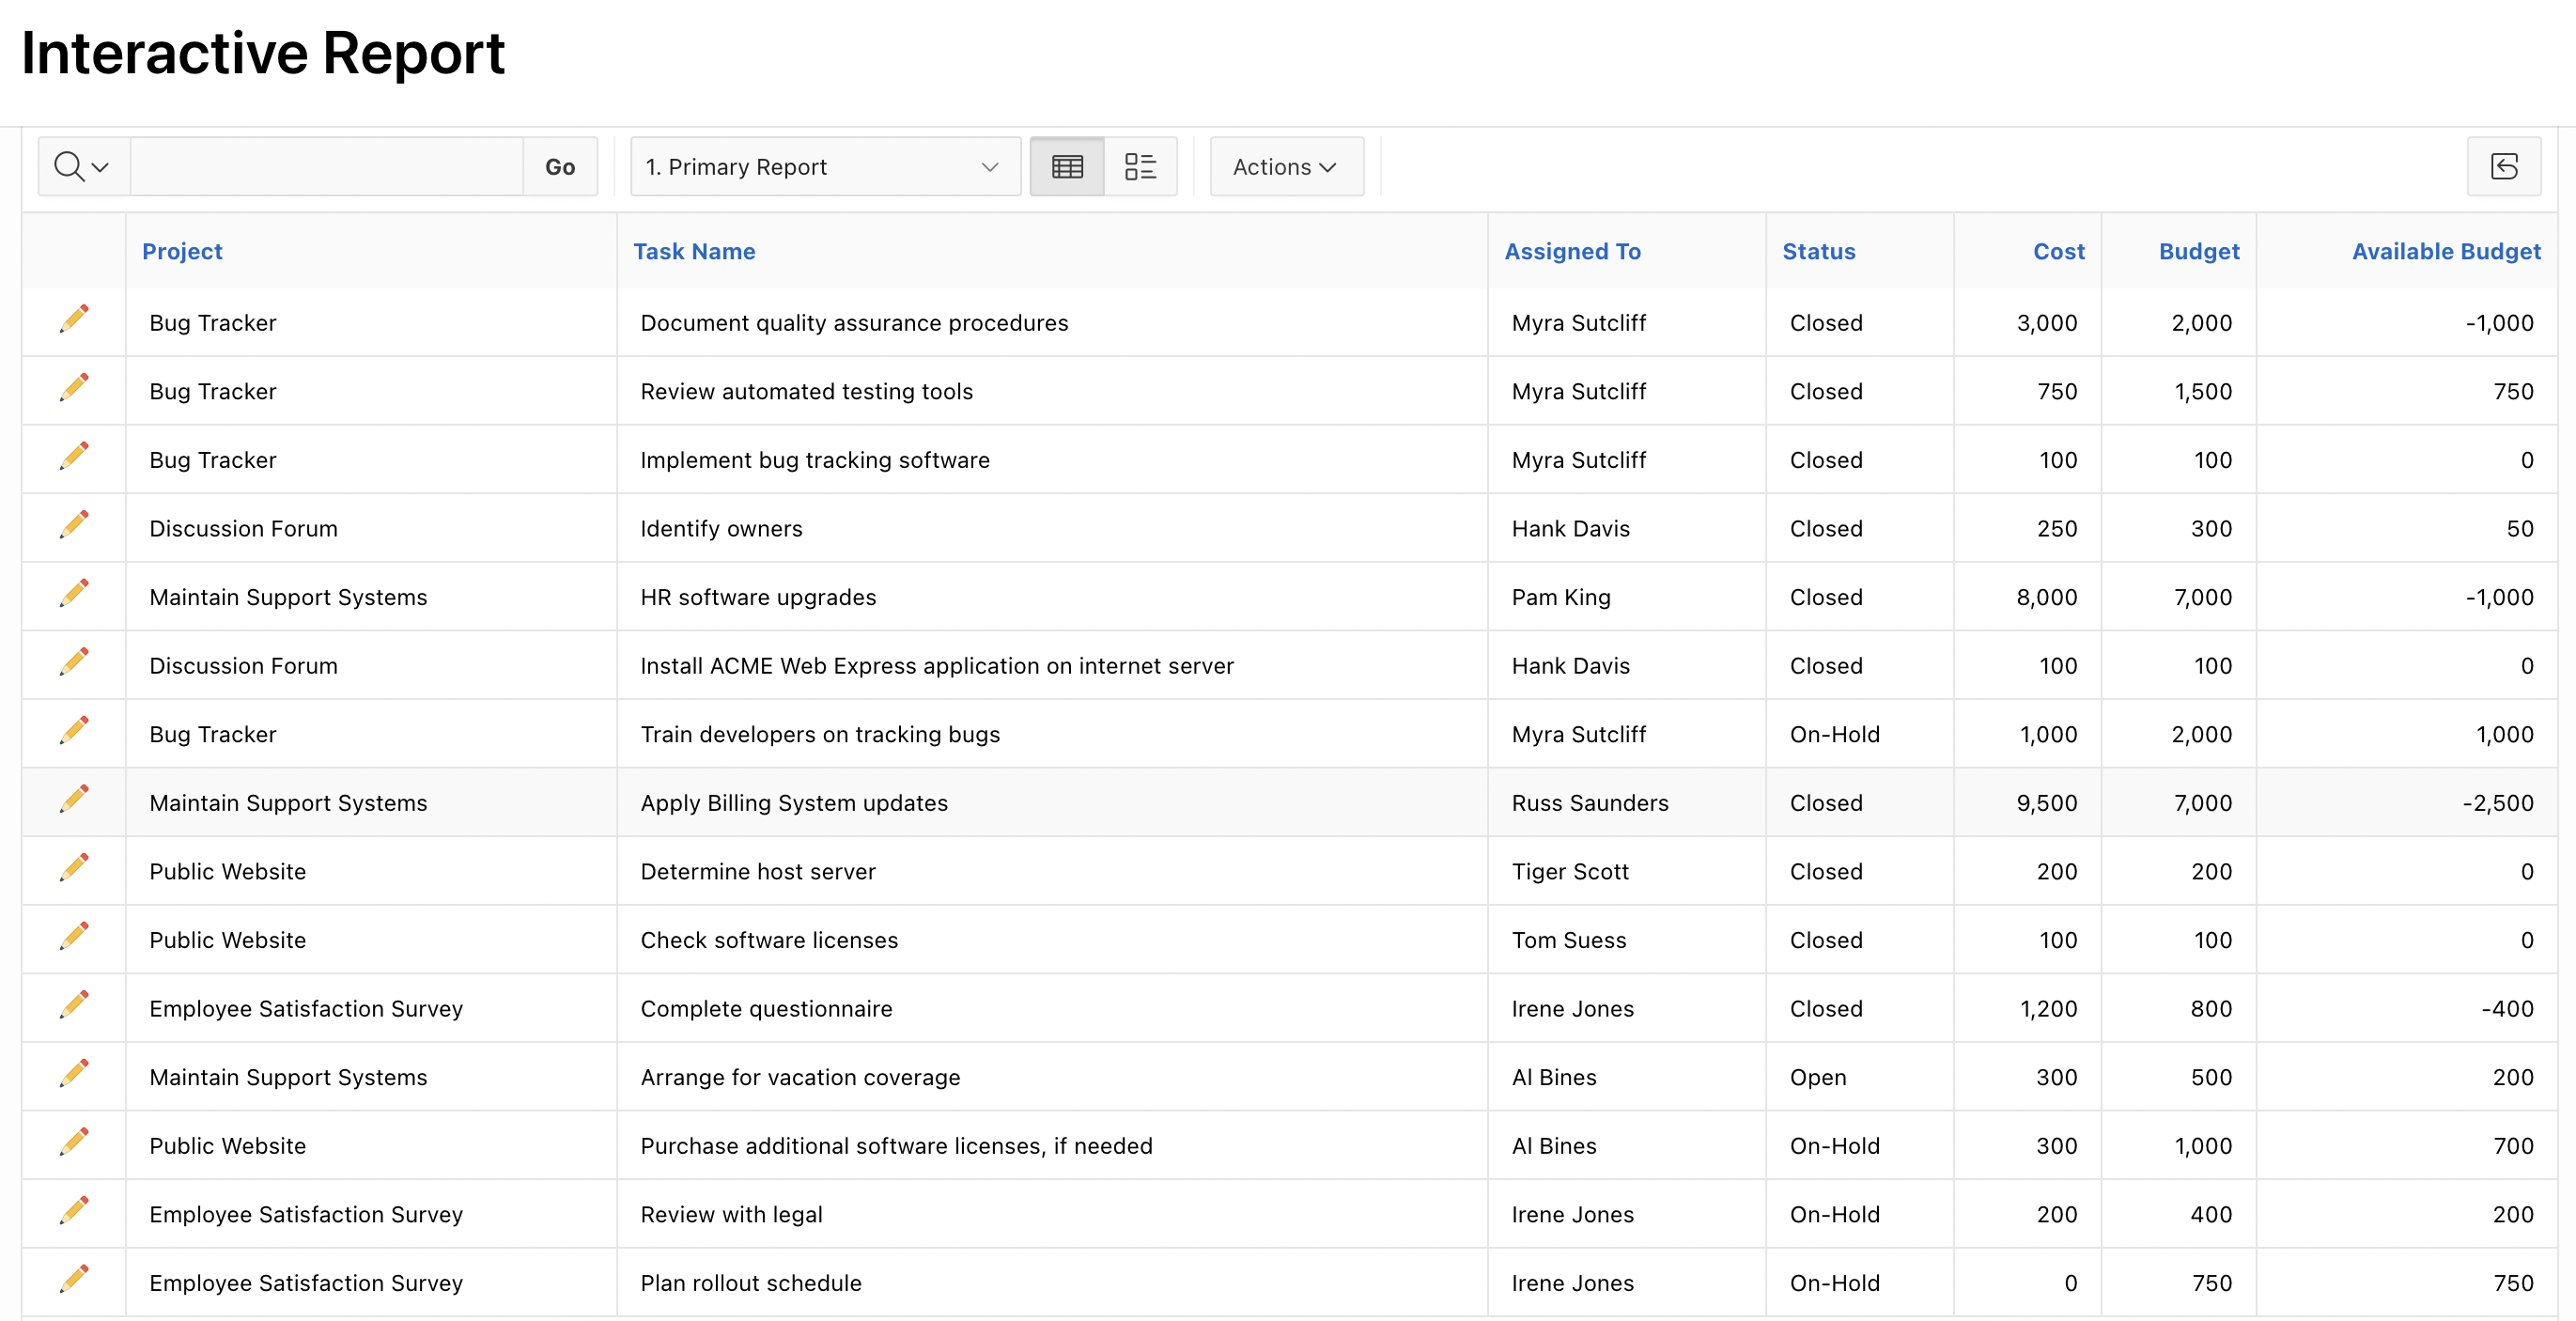 Interactive Report
Go 1. Primary Report Actions
Project Task Name Assigned To Status Cost Budget Available Budget
Bug Tracker Document quality assurance procedures Myra Sutcliff Closed 3,000 2,000 -1,000
Bug Tracker Review automated testing tools Myra Sutcliff Closed 750 1,500 750
Bug Tracker Implement bug tracking software Myra Sutcliff Closed 100 100 0
Discussion Forum Identify owners Hank Davis Closed 250 300 50
Maintain Support Systems HR software upgrades Pam King Closed 8,000 7,000 -1,000
Discussion Forum Install ACME Web Express application on internet server Hank Davis Closed 100 100 0
Bug Tracker Train developers on tracking bugs Myra Sutcliff On-Hold 1,000 2,000 1,000
Maintain Support Systems Apply Billing System updates Russ Saunders Closed 9,500 7,000 -2,500
Public Website Determine host server Tiger Scott Closed 200 200 0
Public Website Check software licenses Tom Suess Closed 100 100 0
Employee Satisfaction Survey Complete questionnaire Irene Jones Closed 1,200 800 -400
Maintain Support Systems Arrange for vacation coverage Al Bines Open 300 500 200
Public Website Purchase additional software licenses, if needed Al Bines On-Hold 300 1,000 700
Employee Satisfaction Survey Review with legal Irene Jones On-Hold 200 400 200
Employee Satisfaction Survey Plan rollout schedule Irene Jones On-Hold 0 750 750